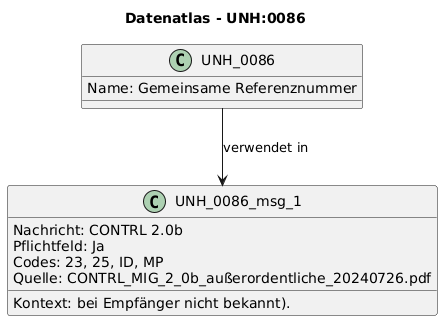 Datenatlas - UNH:0086
C UNH_0086
Name: Gemeinsame Referenznummer
verwendet in
C UNH_0086_msg_1
Nachricht: CONTRL 2.0b
Pflichtfeld: Ja
Codes: 23, 25, ID, MP
Quelle: CONTRL_MIG_2_0b_außerordentliche_20240726.pdf
Kontext: bei Empfänger nicht bekannt).